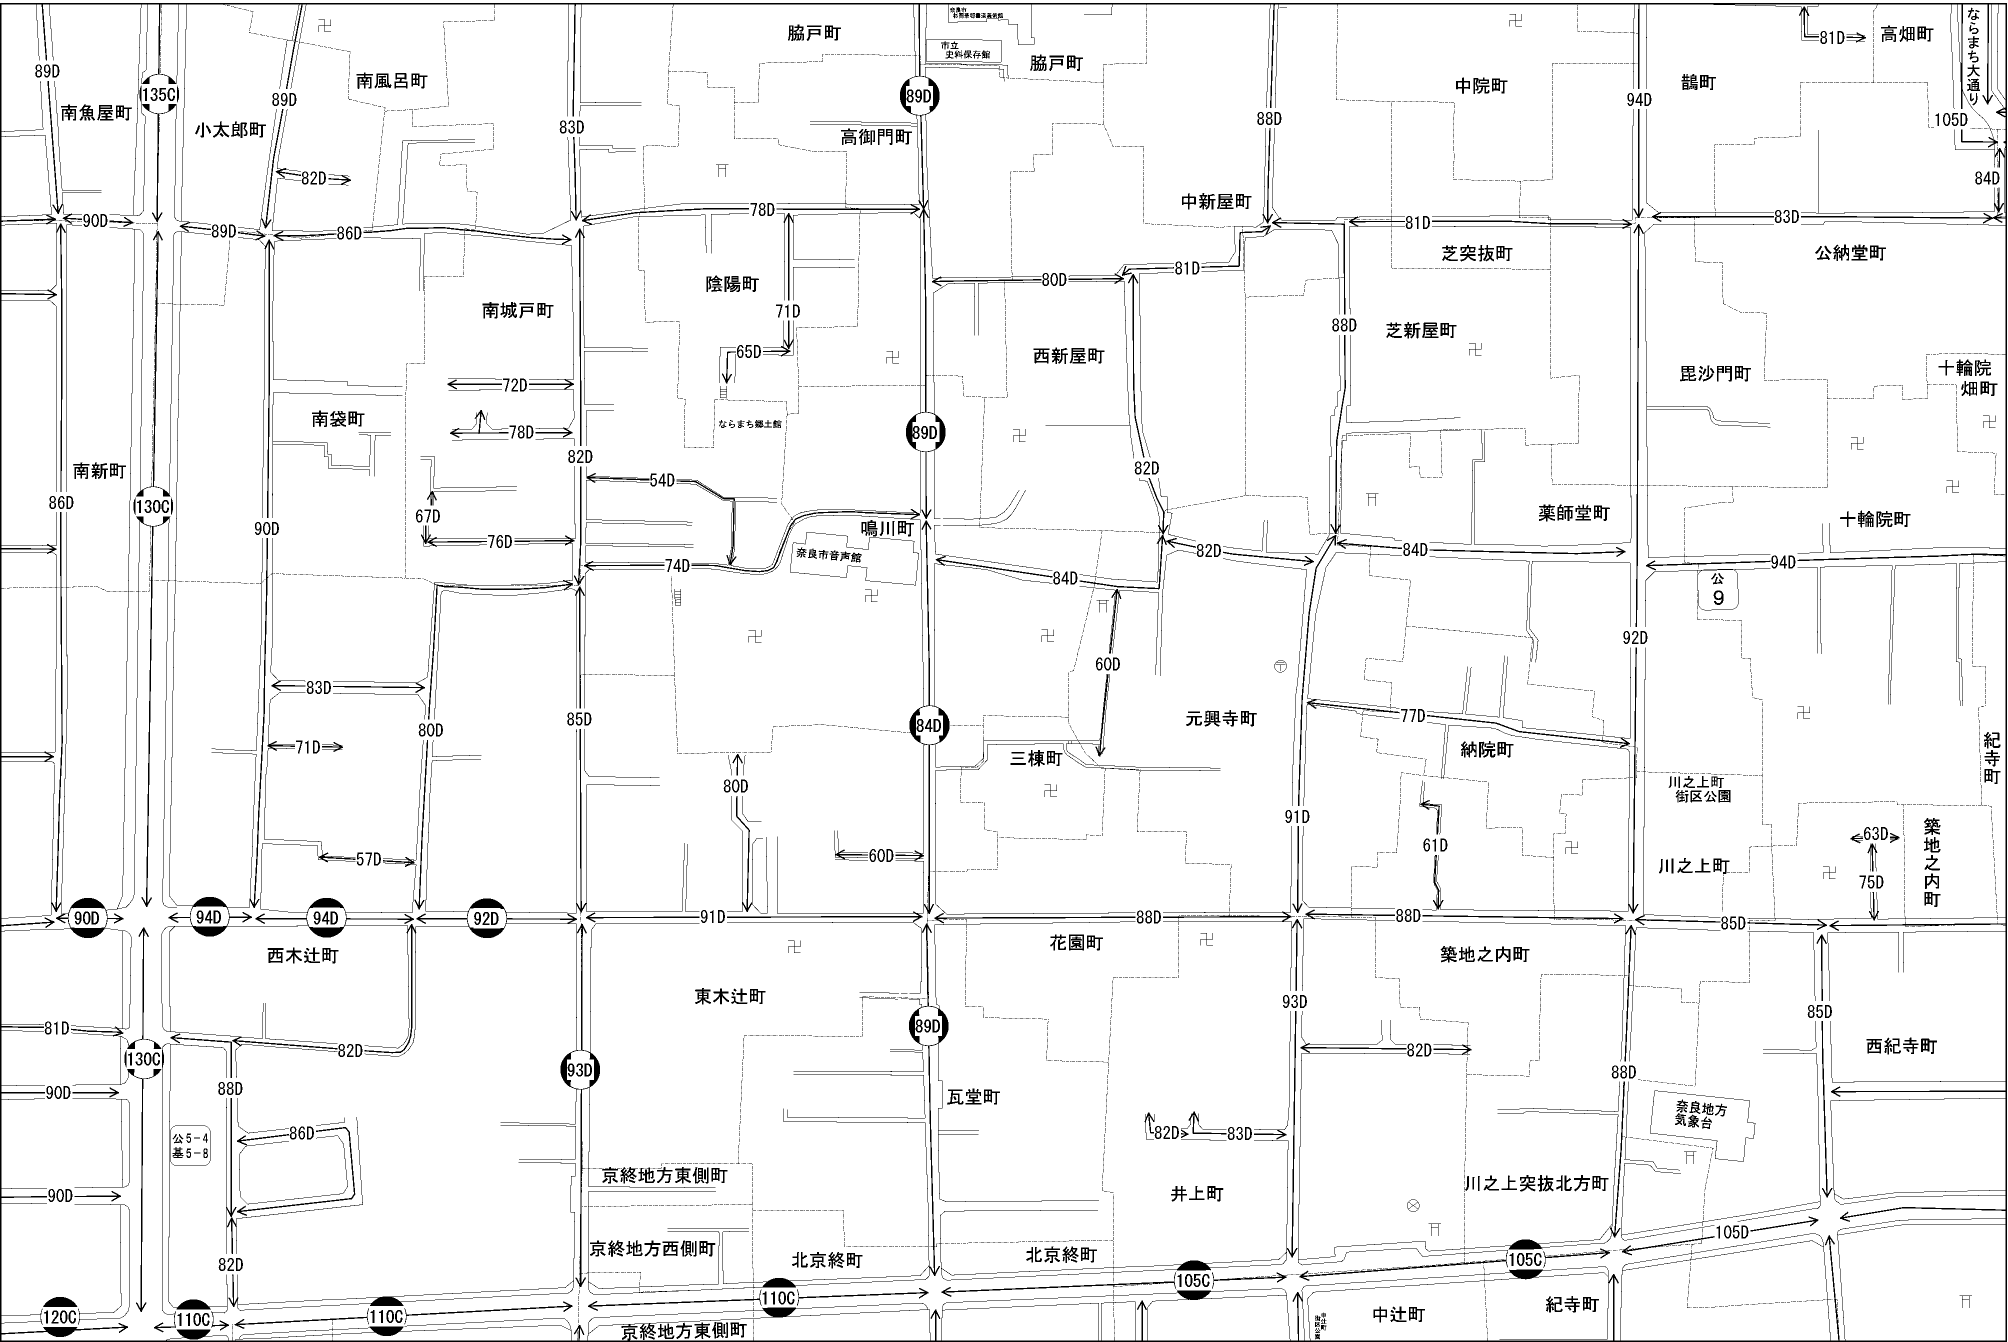 脇戸町
奈良市
杉岡華邨書道美術館
市立
史料保存館
脇戸町
81D
高畑町
ならまち大通り
89D
南風呂町
135C
89D
89D
中院町
94D
鵲町
南魚屋町
小太郎町
83D
高御門町
88D
105D
82D
84D
中新屋町
90D
89D
86D
78D
81D
83D
芝突抜町
公納堂町
陰陽町
80D
81D
南城戸町
71D
88D
芝新屋町
65D
西新屋町
毘沙門町
十輪院
畑町
72D
南袋町
ならまち郷土館
78D
89D
82D
82D
南新町
54D
86D
130C
67D
90D
鳴川町
薬師堂町
十輪院町
76D
奈良市音声館
82D
84D
74D
84D
94D
公
9
92D
60D
83D
85D
84D
元興寺町
77D
80D
71D
三棟町
納院町
紀寺町
80D
川之上町
街区公園
91D
築地之内町
57D
60D
61D
63D
川之上町
75D
90D
94D
94D
92D
91D
88D
88D
85D
西木辻町
花園町
築地之内町
東木辻町
93D
85D
81D
82D
89D
82D
西紀寺町
130C
93D
88D
88D
90D
瓦堂町
奈良地方
気象台
公5-4
基5-8
86D
82D
83D
京終地方東側町
90D
井上町
川之上突抜北方町
105D
京終地方西側町
北京終町
北京終町
82D
105C
105C
110C
120C
110C
110C
中辻町
紀寺町
京終地方東側町